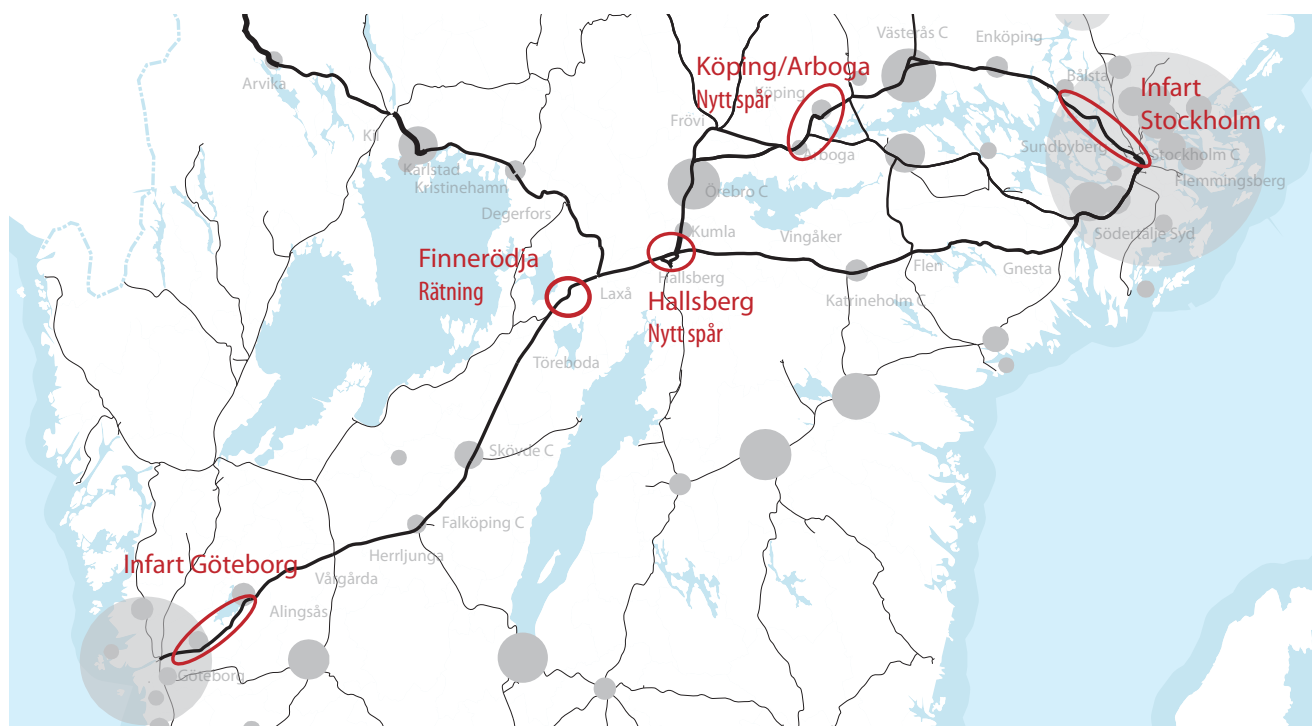 Västerås C
Enköping
Köping/Arboga
Nytt spår
Infart
Stockholm
Arvika
Bålsta
Köping
Frövi
Kil
Arboga
Sundbyberg
Stockholm C
Karlstad
Kristinehamn
Flemmingsberg
Örebro C
Degerfors
Kumla
Vingåker
Södertälje Syd
Finnerödja
Rätning
Hallsberg
Flen
Gnesta
Laxå
Hallsberg
Nytt spår
Katrineholm C
Töreboda
Skövde C
Falköping C
Herrljunga
Infart Göteborg
Vårgårda
Alingsås
Göteborg